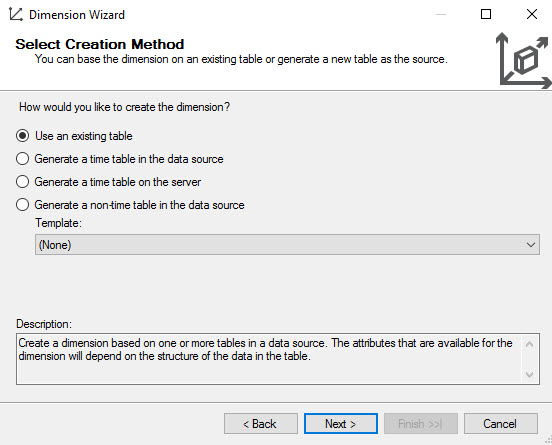 Dimension Wizard
Select Creation Method
You can base the dimension on an existing table or generate a new table as the source.
How would you like to create the dimension?
Use an existing table
Generate a time table in the data source
Generate a time table on the server
Generate a non-time table in the data source
Template:
(None)
Description:
Create a dimension based on one or more tables in a data source. The attributes that are available for the
dimension will depend on the structure of the data in the table.
< Back
Next >
Finish >>|
Cancel